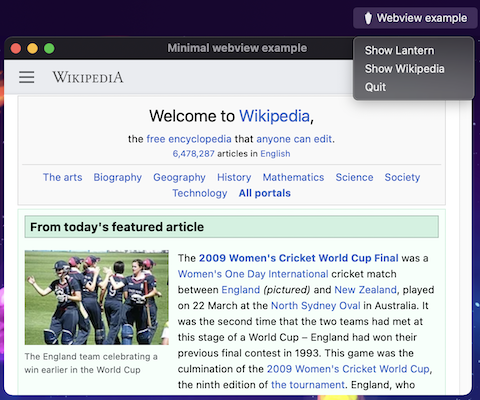 Webview example
Show Lantern
Show Wikipedia
Quit
Minimal webview example
WIKIPEDIA
Welcome to Wikipedia,
the free encyclopedia that anyone can edit.
6,478,287 articles in English
The arts Biography Geography History Mathematics Science Society
Technology All portals
From today's featured article
The 2009 Women's Cricket World Cup Final was a
Women's One Day International cricket match
between England (pictured) and New Zealand, played
on 22 March at the North Sydney Oval in Australia. It
was the second time that the two teams had met at
this stage of a World Cup – England had won their
previous final contest in 1993. This game was the
culmination of the 2009 Women's Cricket World Cup,
the ninth edition of the tournament. England, who
The England team celebrating a
win earlier in the World Cup